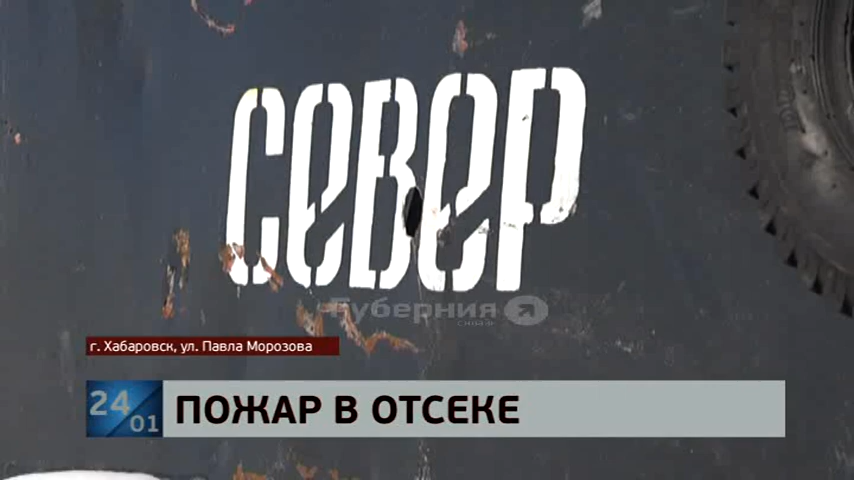 север
Губерния
г. Хабаровск, ул. Павла Морозова
24
01
ПОЖАР В ОТСЕКЕ